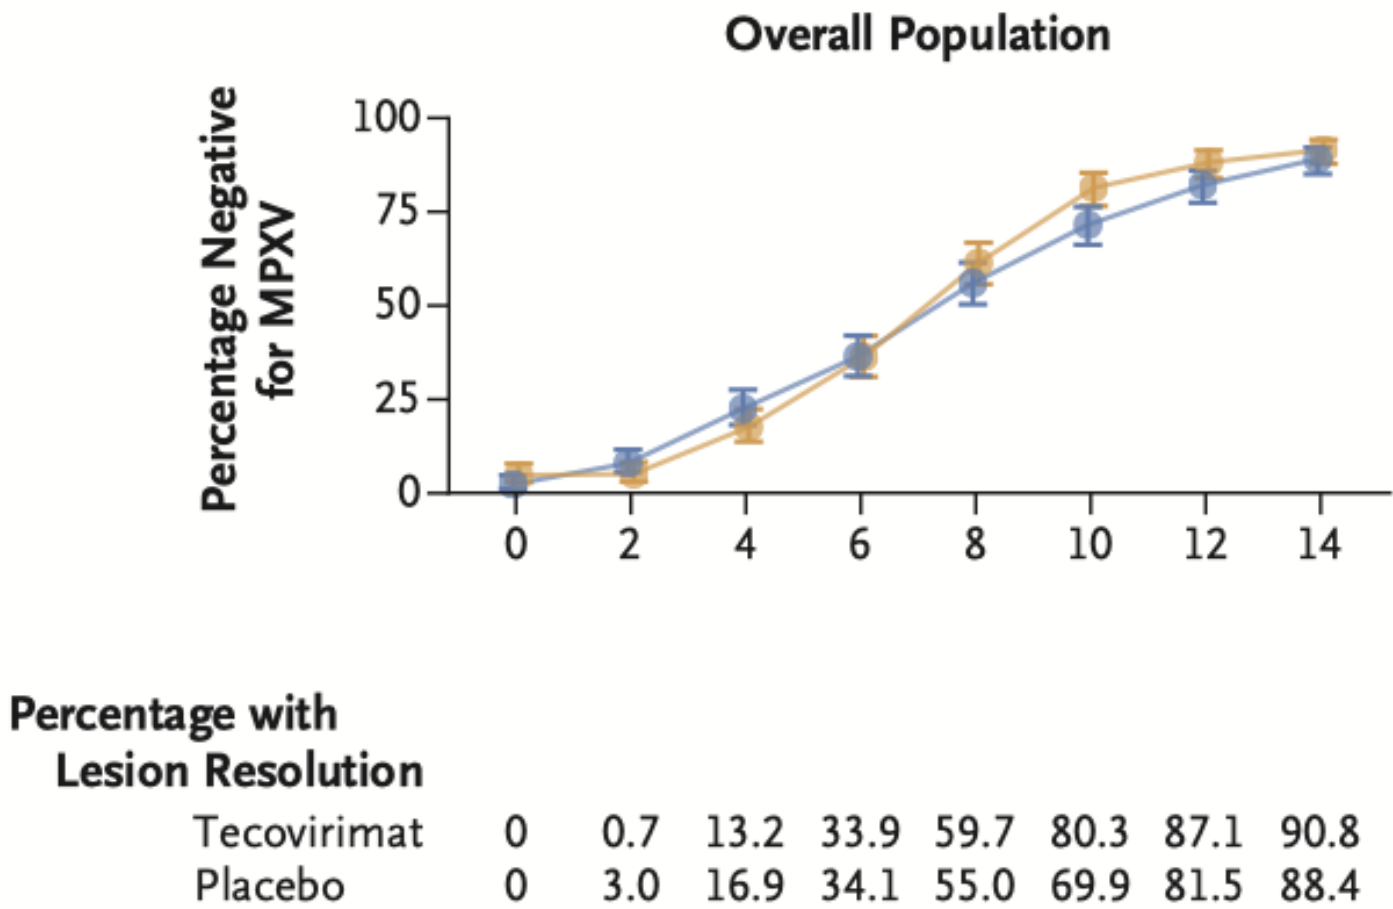 Overall Population
Percentage Negative
for MPXV
100
75
50
25
0
0 2 4 6 8 10 12 14
Percentage with
Lesion Resolution
Tecovirimat 0 0.7 13.2 33.9 59.7 80.3 87.1 90.8
Placebo 0 3.0 16.9 34.1 55.0 69.9 81.5 88.4